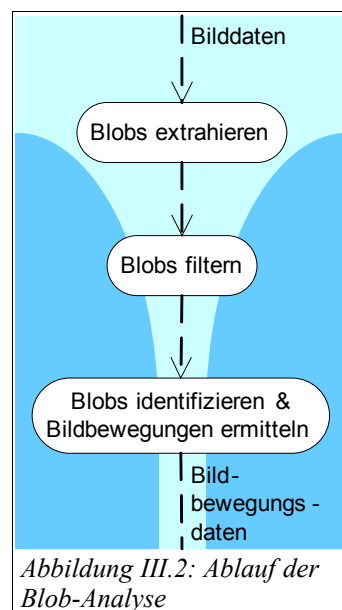 Bilddaten
Blobs extrahieren
Blobs filtern
Blobs identifizieren &
Bildbewegungen ermitteln
Bild-
bewegungs-
daten
Abbildung III.2: Ablauf der
Blob-Analyse